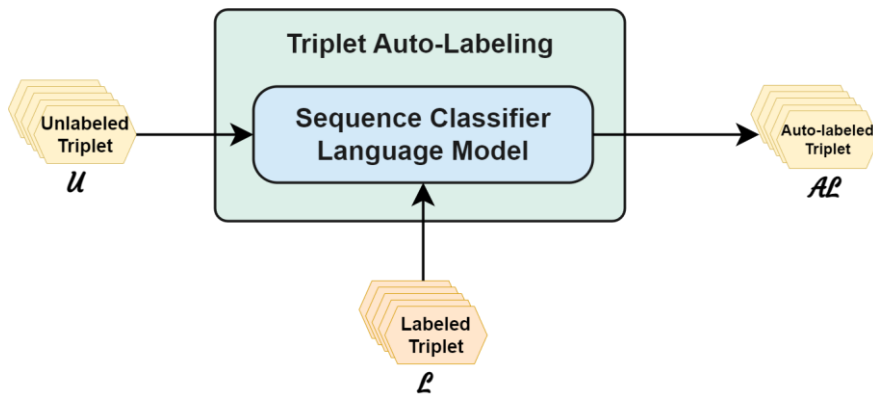 Triplet Auto-Labeling
Unlabeled
Triplet
𝒰
Sequence Classifier
Language Model
Auto-labeled
Triplet
𝒜ℒ
Labeled
Triplet
ℒ